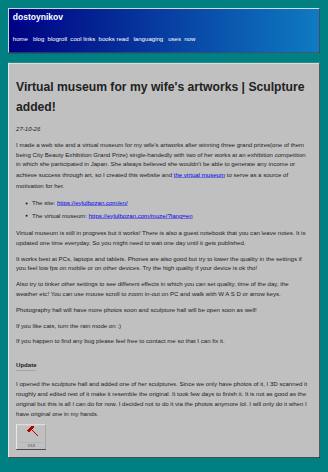 dostoynikov
home blog blogroll cool links books read languaging uses now
Virtual museum for my wife's artworks | Sculpture
added!
27-10-26
I made a web site and a virtual museum for my wife's artworks after winning three grand prizes(one of them
being City Beauty Exhibition Grand Prize) single-handedly with two of her works at an exhibition competition
in which she participated in Japan. She always believed she wouldn't be able to generate any income or
achieve success through art, so I created this website and the virtual museum to serve as a source of
motivation for her.
• The site: https://eylulbozan.com/en/
• The virtual museum: https://eylulbozan.com/muze/?lang=en
Virtual museum is still in progress but it works! There is also a guest notebook that you can leave notes. It is
updated one time everyday. So you might need to wait one day until it gets published.
It works best at PCs, laptops and tablets. Phones are also good but try to lower the quality in the settings if
you feel low fps on mobile or on other devices. Try the high quality if your device is ok tho!
Also try to tinker other settings to see different effects in which you can set quality, time of the day, the
weather etc! You can use mouse scroll to zoom in-out on PC and walk with W A S D or arrow keys.
Photography hall will have more photos soon and sculpture hall will be open soon as well!
If you like cats, turn the rain mode on :)
If you happen to find any bug please feel free to contact me so that I can fix it.
Update
I opened the sculpture hall and added one of her sculptures. Since we only have photos of it, I 3D scanned it
roughly and edited rest of it to make it resemble the original. It took few days to finish it. It is not as good as the
original but this is all I can do for now. I decided not to do it via the photos anymore lol. I will only do it when I
have original one in my hands.